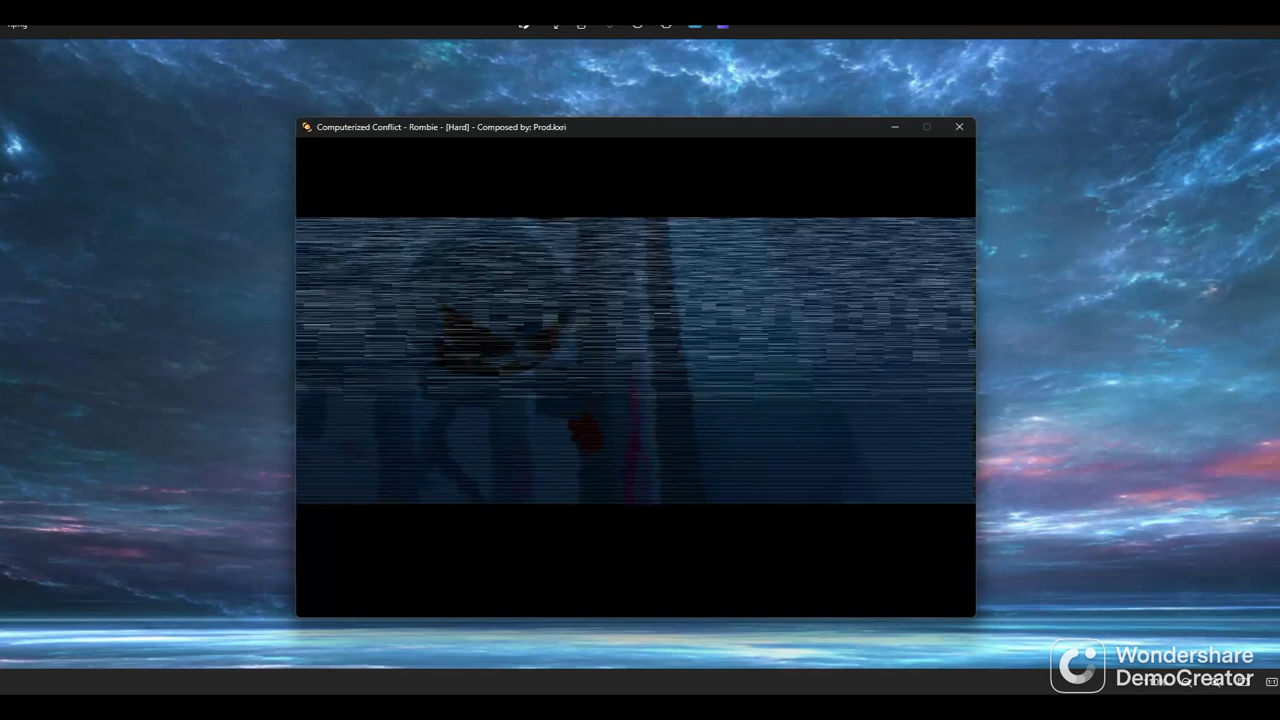 Computerized Conflict - Rombie - [Hard] - Composed by: Prod.kxri
Wondershare
DemoCreator